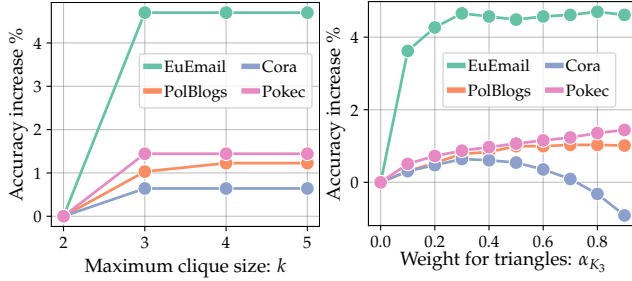 Accuracy increase %
4
3
2
1
0
EuEmail
PolBlogs
Cora
Pokec
2
3
4
5
Maximum clique size: k
Accuracy increase %
4
2
0
EuEmail
PolBlogs
Cora
Pokec
0.0
0.2
0.4
0.6
0.8
Weight for triangles: α_{K_3}